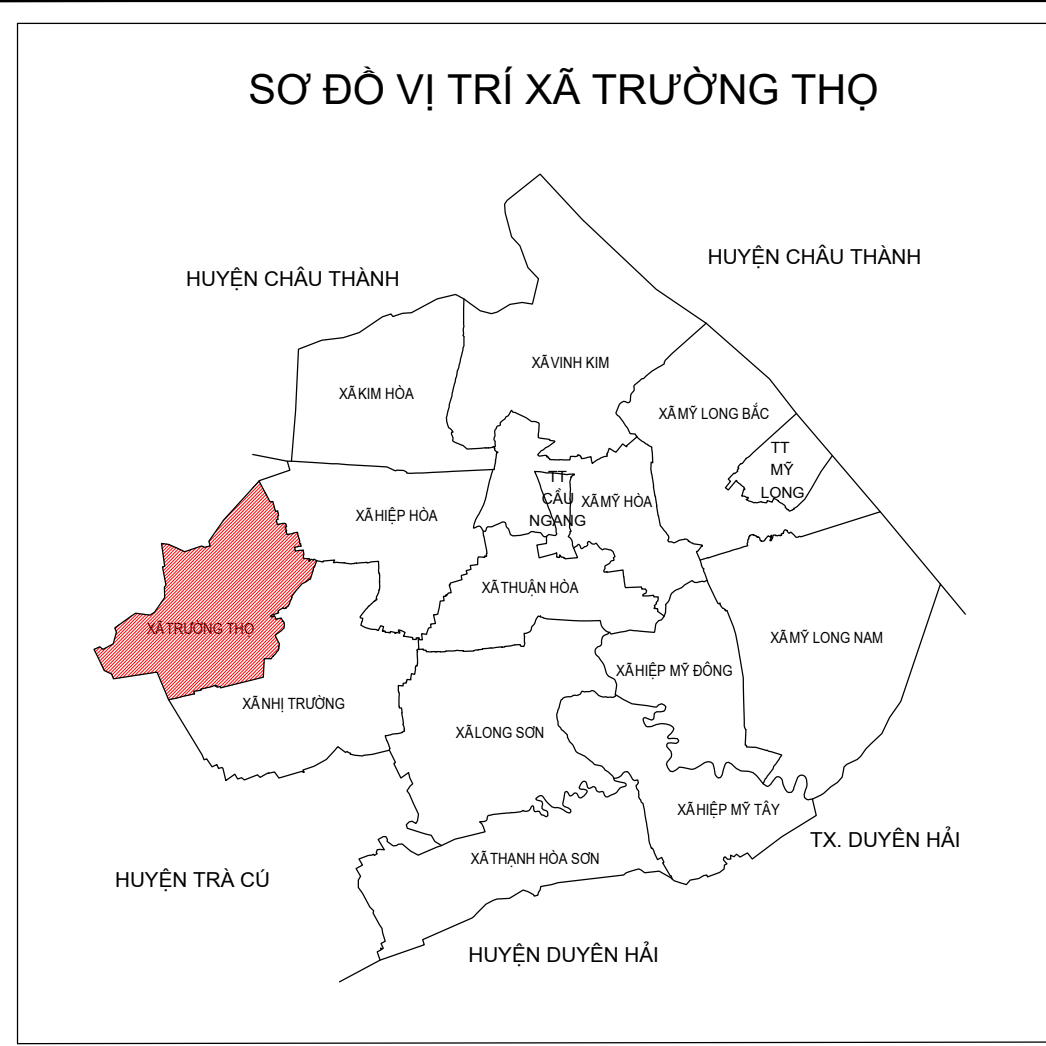 SƠ ĐỒ VỊ TRÍ XÃ TRƯỜNG THỌ
HUYỆN CHÂU THÀNH
HUYỆN CHÂU THÀNH
XÃ VINH KIM
XÃ KIM HÒA
XÃ MỸ LONG BẮC
TT
MỸ
LONG
TT
CẦU
NGANG
XÃ MỸ HÒA
XÃ HIỆP HÒA
XÃ THUẬN HÒA
XÃ TRƯỜNG THỌ
XÃ MỸ LONG NAM
XÃ HIỆP MỸ ĐÔNG
XÃ NHỊ TRƯỜNG
XÃ LONG SƠN
XÃ HIỆP MỸ TÂY
TX. DUYÊN HẢI
XÃ THẠNH HÒA SƠN
HUYỆN TRÀ CÚ
HUYỆN DUYÊN HẢI